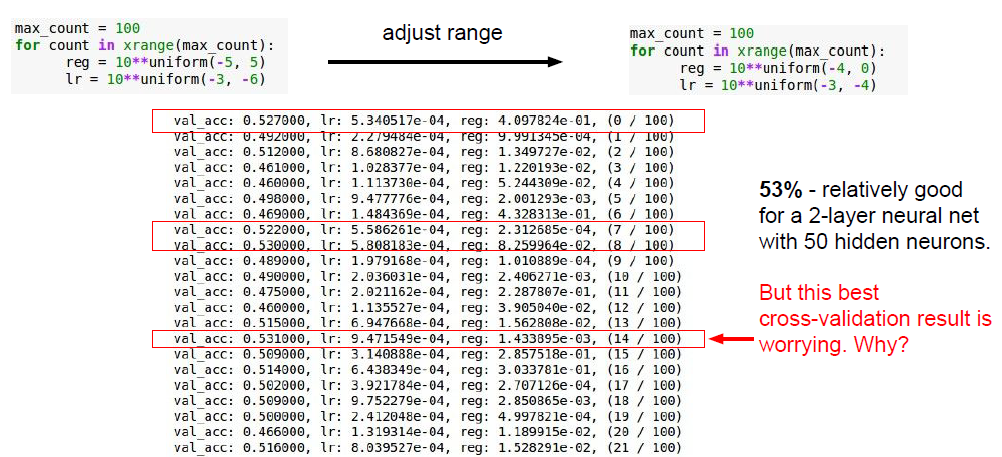 max_count = 100
for count in xrange(max_count):
reg = 10**uniform(-5, 5)
lr = 10**uniform(-3, -6)
adjust range
max_count = 100
for count in xrange(max_count):
reg = 10**uniform(-4, 0)
lr = 10**uniform(-3, -4)
val_acc: 0.527000, lr: 5.340517e-04, reg: 4.097824e-01, (0 / 100)
val_acc: 0.492000, lr: 2.279484e-04, reg: 9.991345e-04, (1 / 100)
val_acc: 0.512000, lr: 8.680827e-04, reg: 1.349727e-02, (2 / 100)
val_acc: 0.461000, lr: 1.028377e-04, reg: 1.220193e-02, (3 / 100)
val_acc: 0.460000, lr: 1.113730e-04, reg: 5.244309e-02, (4 / 100)
val_acc: 0.498000, lr: 9.477776e-04, reg: 2.001293e-03, (5 / 100)
val_acc: 0.469000, lr: 1.484369e-04, reg: 4.328313e-01, (6 / 100)
val_acc: 0.522000, lr: 5.586261e-04, reg: 2.312685e-04, (7 / 100)
val_acc: 0.530000, lr: 5.808183e-04, reg: 8.259964e-02, (8 / 100)
val_acc: 0.489000, lr: 1.979168e-04, reg: 1.010889e-04, (9 / 100)
val_acc: 0.490000, lr: 2.036031e-04, reg: 2.406271e-03, (10 / 100)
val_acc: 0.475000, lr: 2.021162e-04, reg: 2.287807e-01, (11 / 100)
val_acc: 0.460000, lr: 1.135527e-04, reg: 3.905040e-02, (12 / 100)
val_acc: 0.515000, lr: 6.947668e-04, reg: 1.562808e-02, (13 / 100)
val_acc: 0.531000, lr: 9.471549e-04, reg: 1.433895e-03, (14 / 100)
val_acc: 0.509000, lr: 3.140888e-04, reg: 2.857518e-01, (15 / 100)
val_acc: 0.514000, lr: 6.438349e-04, reg: 3.033781e-01, (16 / 100)
val_acc: 0.502000, lr: 3.921784e-04, reg: 2.707126e-04, (17 / 100)
val_acc: 0.509000, lr: 9.752279e-04, reg: 2.850865e-03, (18 / 100)
val_acc: 0.500000, lr: 2.412048e-04, reg: 4.997821e-04, (19 / 100)
val_acc: 0.466000, lr: 1.319314e-04, reg: 1.189915e-02, (20 / 100)
val_acc: 0.516000, lr: 8.039527e-04, reg: 1.528291e-02, (21 / 100)
53% - relatively good
for a 2-layer neural net
with 50 hidden neurons.
But this best
cross-validation result is
worrying. Why?